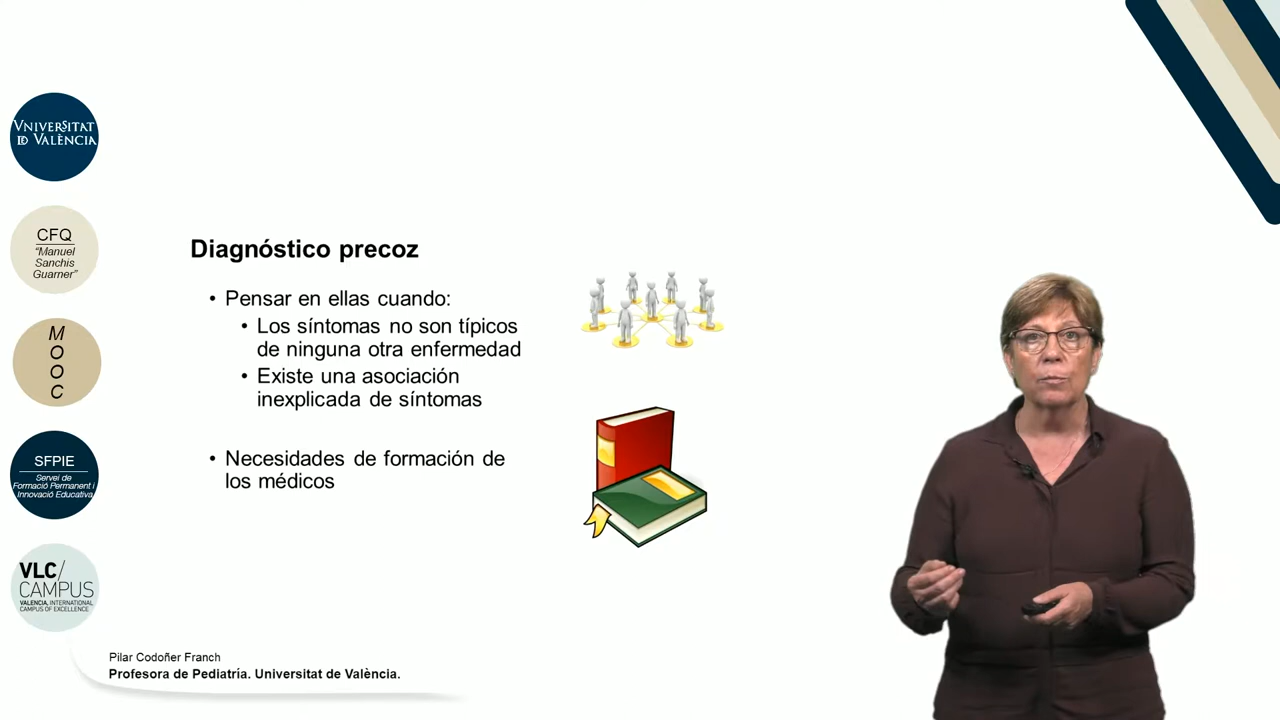 VNIVERSITAT
ID VALÈNCIA
CFQ
“Manuel
Sanchis
Guarner”
M
O
O
C
SFPIE
Servei de
Formació Permanent i
Innovació Educativa
VLC/
CAMPUS
VALENCIA, INTERNATIONAL
CAMPUS OF EXCELLENCE
Diagnóstico precoz
• Pensar en ellas cuando:
• Los síntomas no son típicos
de ninguna otra enfermedad
• Existe una asociación
inexplicada de síntomas
• Necesidades de formación de
los médicos
Pilar Codoñer Franch
Profesora de Pediatría. Universitat de València.